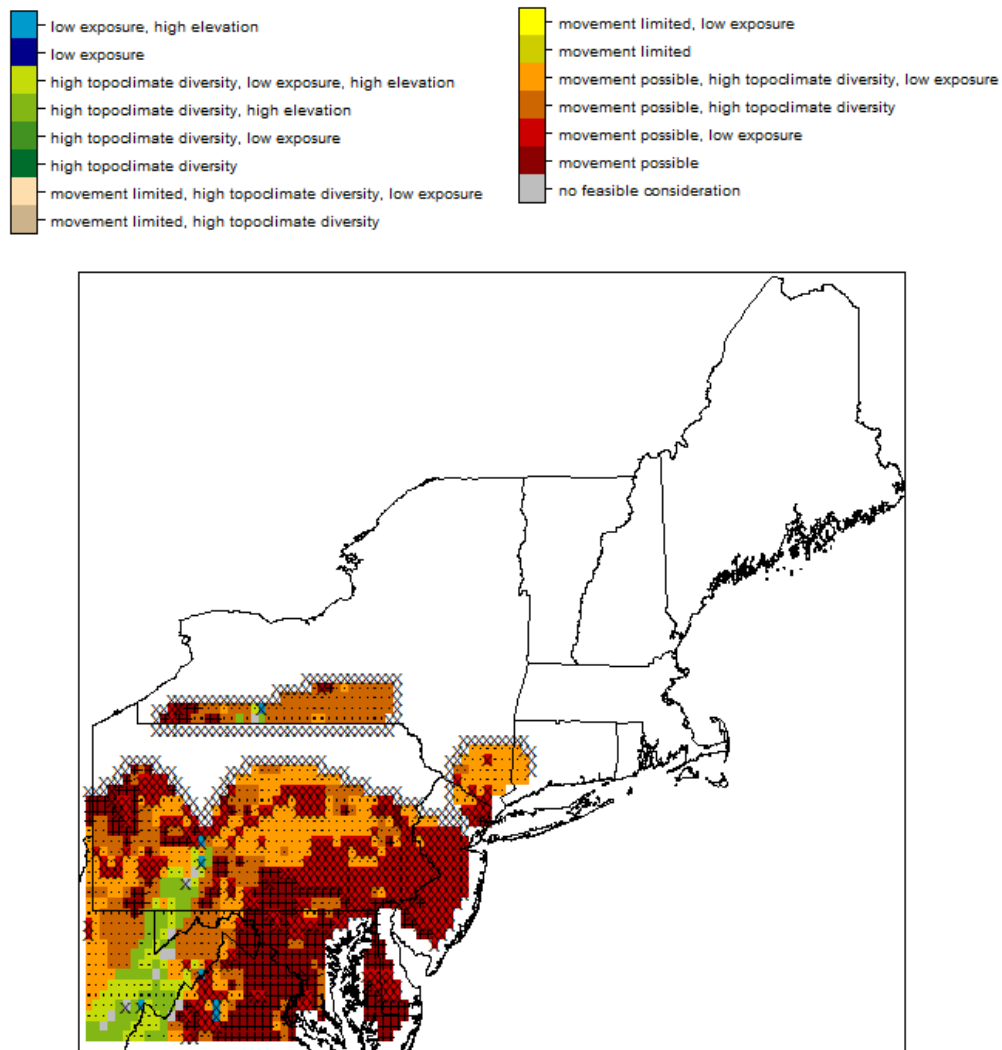 low exposure, high elevation
low exposure
high topoclimate diversity, low exposure, high elevation
high topoclimate diversity, high elevation
high topoclimate diversity, low exposure
high topoclimate diversity
movement limited, high topoclimate diversity, low exposure
movement limited, high topoclimate diversity
movement limited, low exposure
movement limited
movement possible, high topoclimate diversity, low exposure
movement possible, high topoclimate diversity
movement possible, low exposure
movement possible
no feasible consideration